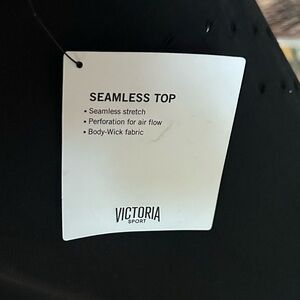 SEAMLESS TOP
• Seamless stretch
• Perforation for air flow
• Body-Wick fabric
VICTORIA
SPORT